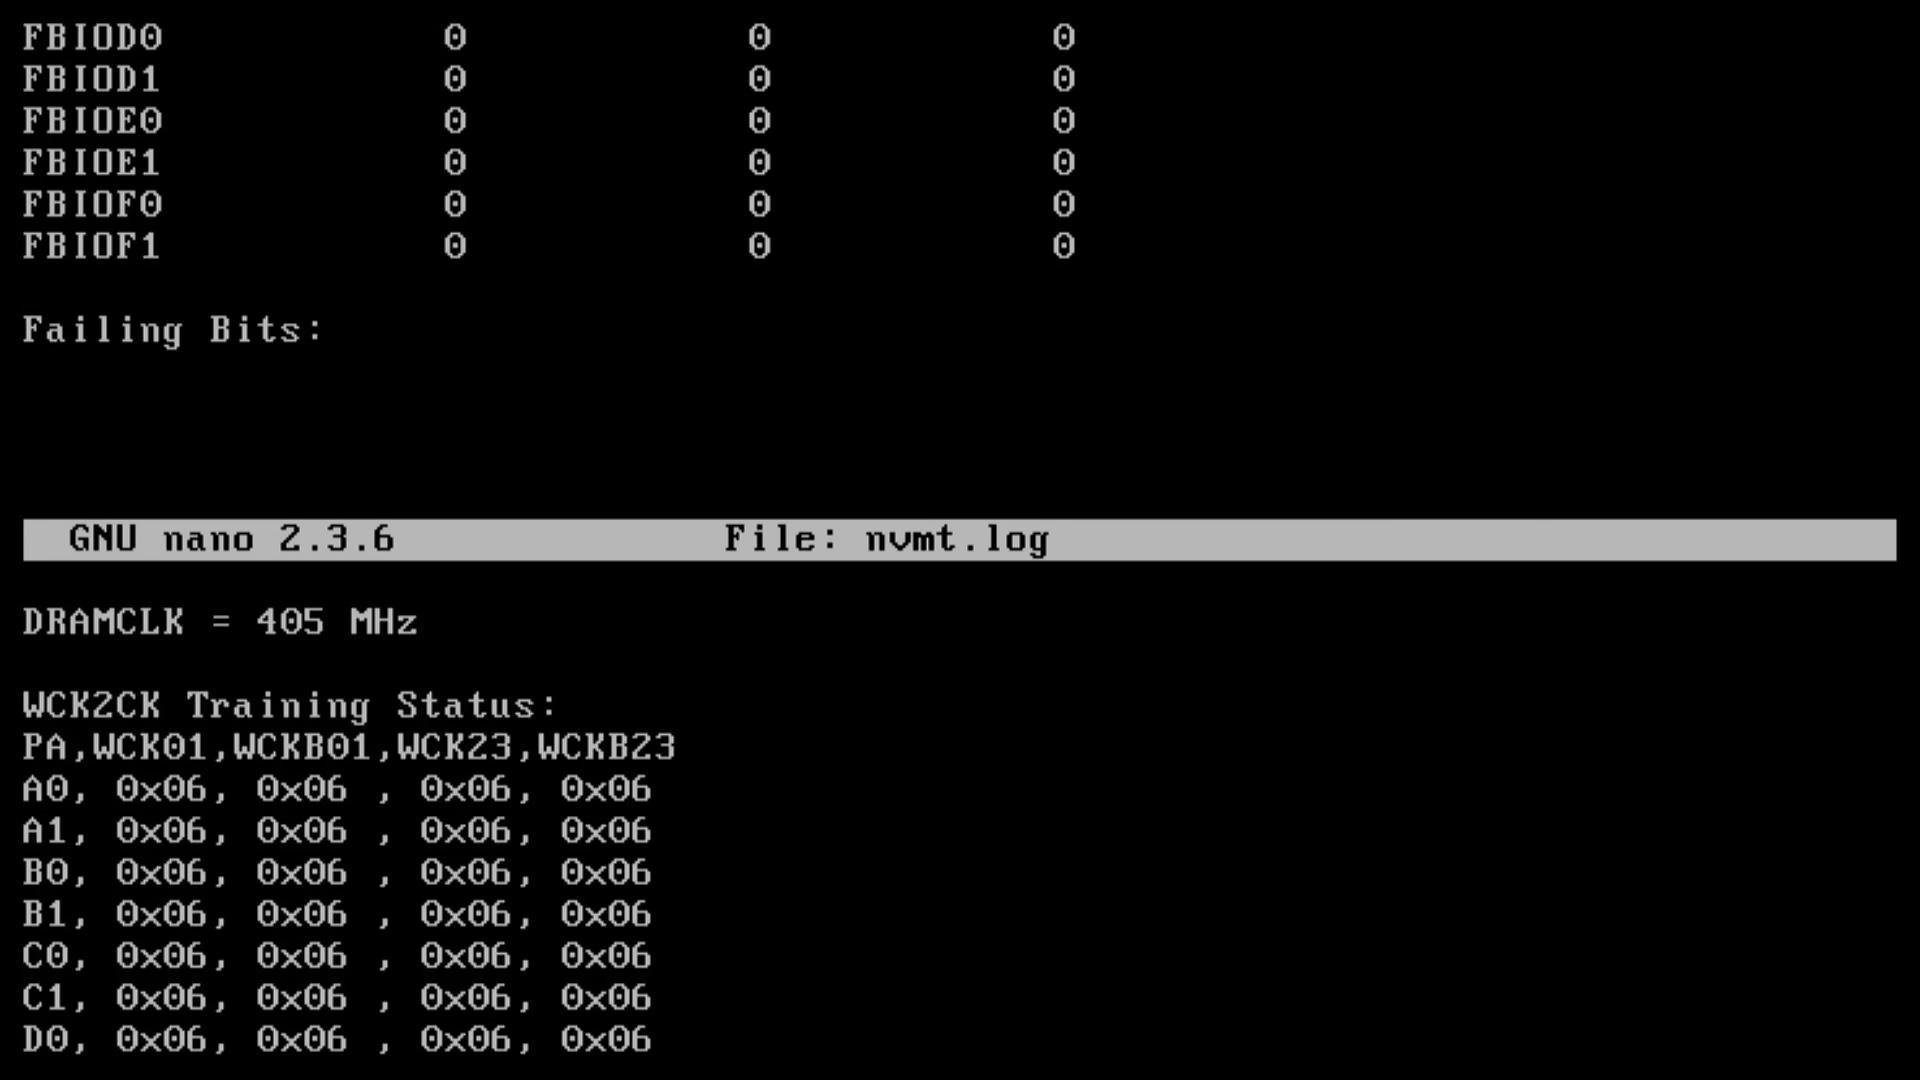 FBIOD0 0 0 0
FBIOD1 0 0 0
FBIOE0 0 0 0
FBIOE1 0 0 0
FBIOF0 0 0 0
FBIOF1 0 0 0
Failing Bits:
GNU nano 2.3.6 File: nvmt.log
DRAMCLK = 405 MHz
WCK2CK Training Status:
PA,WCK01,WCKB01,WCK23,WCKB23
A0, 0x06, 0x06 , 0x06, 0x06
A1, 0x06, 0x06 , 0x06, 0x06
B0, 0x06, 0x06 , 0x06, 0x06
B1, 0x06, 0x06 , 0x06, 0x06
C0, 0x06, 0x06 , 0x06, 0x06
C1, 0x06, 0x06 , 0x06, 0x06
D0, 0x06, 0x06 , 0x06, 0x06